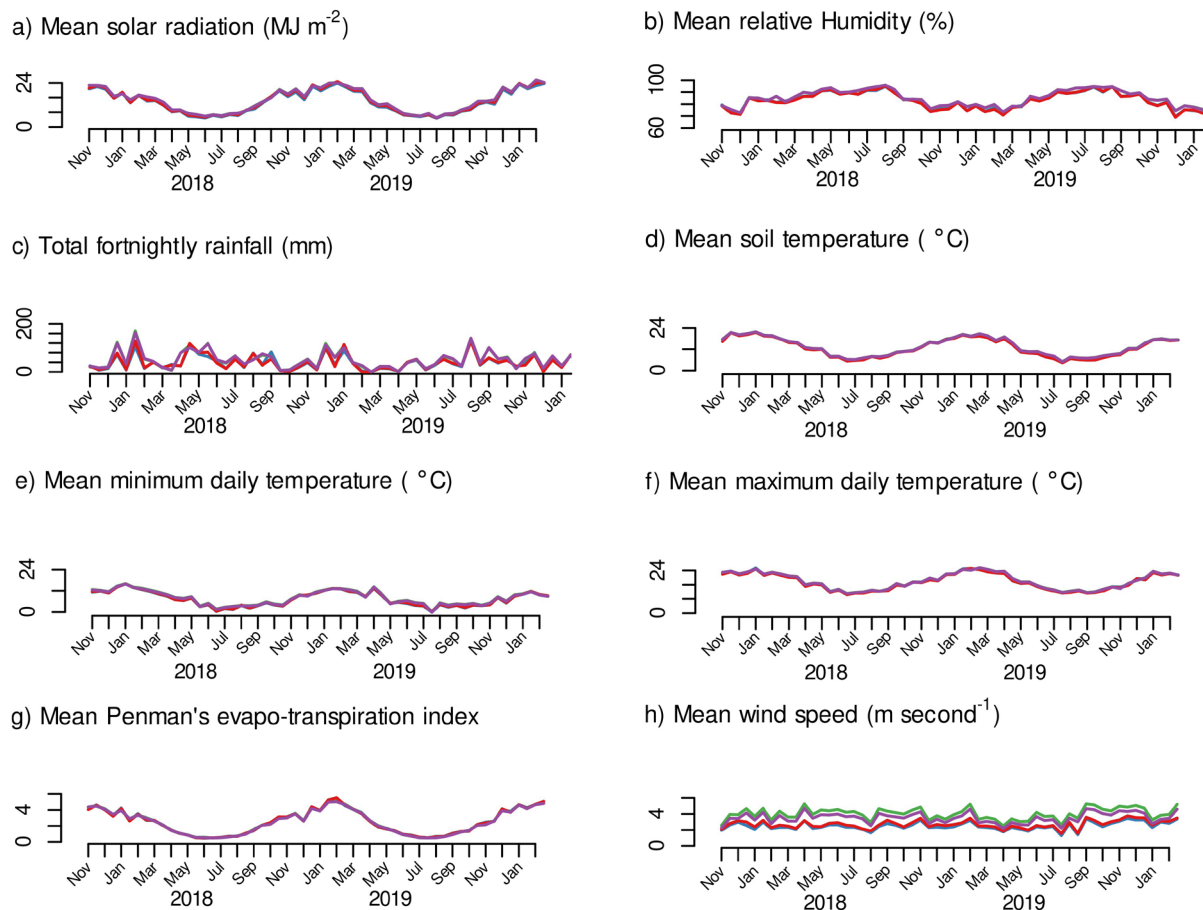 a) Mean solar radiation (MJ m⁻²)
24
0
Nov Jan Mar May Jul Sep Nov Jan Mar May Jul Sep Nov Jan
2018 2019
b) Mean relative Humidity (%)
100
60
Nov Jan Mar May Jul Sep Nov Jan Mar May Jul Sep Nov Jan
2018 2019
c) Total fortnightly rainfall (mm)
200
0
Nov Jan Mar May Jul Sep Nov Jan Mar May Jul Sep Nov Jan
2018 2019
d) Mean soil temperature ( °C)
24
0
Nov Jan Mar May Jul Sep Nov Jan Mar May Jul Sep Nov Jan
2018 2019
e) Mean minimum daily temperature ( °C)
24
0
Nov Jan Mar May Jul Sep Nov Jan Mar May Jul Sep Nov Jan
2018 2019
f) Mean maximum daily temperature ( °C)
24
0
Nov Jan Mar May Jul Sep Nov Jan Mar May Jul Sep Nov Jan
2018 2019
g) Mean Penman's evapo-transpiration index
4
0
Nov Jan Mar May Jul Sep Nov Jan Mar May Jul Sep Nov Jan
2018 2019
h) Mean wind speed (m second⁻¹)
4
0
Nov Jan Mar May Jul Sep Nov Jan Mar May Jul Sep Nov Jan
2018 2019